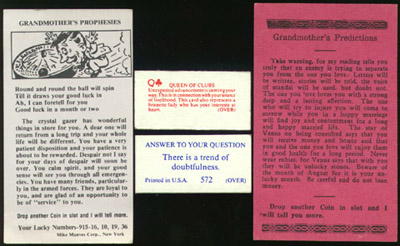 GRANDMOTHER'S PROPHESIES
Round and round the ball will spin
Till it draws your good luck in
Ah, I can foretell for you
Good luck in a month or two
The crystal gazer has wonderful
things in store for you. A dear one will
return from a long trip and your whole
life will be different. You have a very
patient disposition and your patience is
about to be rewarded. Despair not I see
for your days of despair will soon be
over. You calm spirit and your good
sense will see you through all emergen-
cies. You have many friends, particular-
ly in the armed forces. They are loyal to
you, and are glad of an opportunity to
be of "service" to you.
Drop another Coin in slot and I will tell
you more.
Your Lucky Numbers-915-16, 10, 19, 36
Mike Munves Corp., New York
Q♣
QUEEN OF CLUBS
Unexpected advancement is coming your
way. This is in connection with your source
of livelihood. This card also represents a
brunette lady who has your interests at
heart.
(OVER)
ANSWER TO YOUR QUESTION
There is a trend of
doubtfulness.
Printed in U.S.A. 572 (OVER)
Grandmother's Predictions
Take warning, for my reading tells you
truly that an enemy is trying to separate
you from the one you love. Letters will
be written, stories will be told, the tools
of scandal will be used, but doubt not.
The one you love loves you with a strong
deep and a lasting affection. The one
who will try to injure you will come to
sorrow while you in a happy marriage
will find joy and contentment for a long
and happy married life. The star of
Venus on being consulted says that you
will secure money and locate and that
you and the one you love will enjoy them
in good health for a long period. Never
wear rubies, for Venus says that with you
they will be unlucky stones. Beware of
the month of August for it is your un-
lucky month. Be careful and do not loan
money.
Drop another Coin in slot and I
will tell you more.